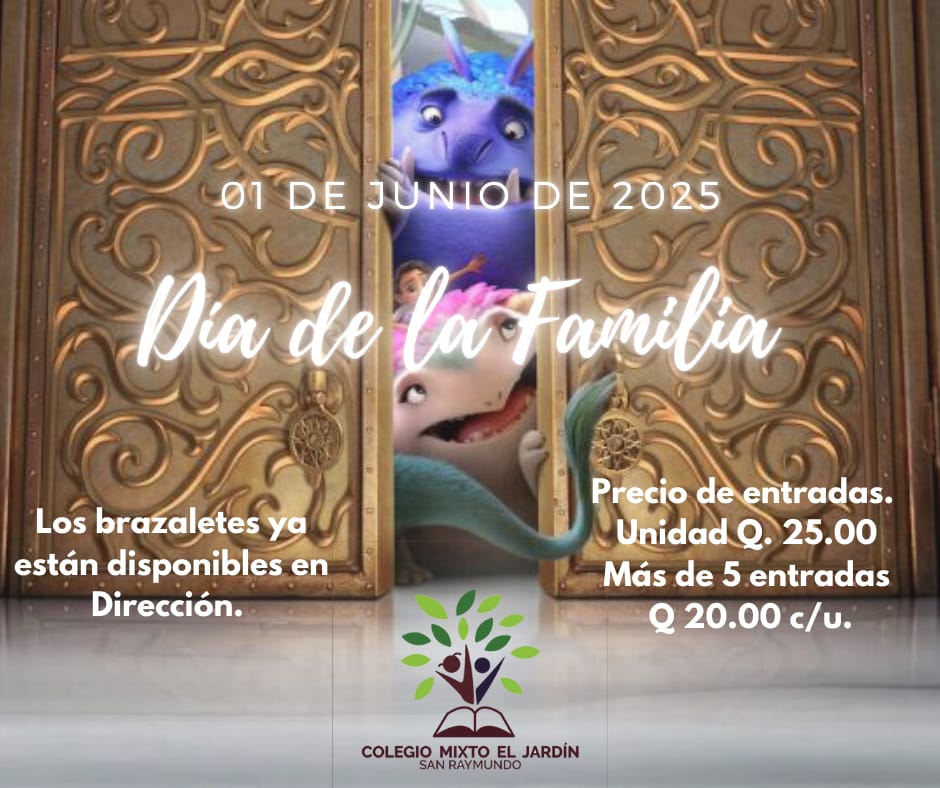 01 DE JUNIO DE 2025
Día de la Familia
Los brazaletes ya
están disponibles en
Dirección.
Precio de entradas.
Unidad Q. 25.00
Más de 5 entradas
Q 20.00 c/u.
COLEGIO MIXTO EL JARDÍN
SAN RAYMUNDO